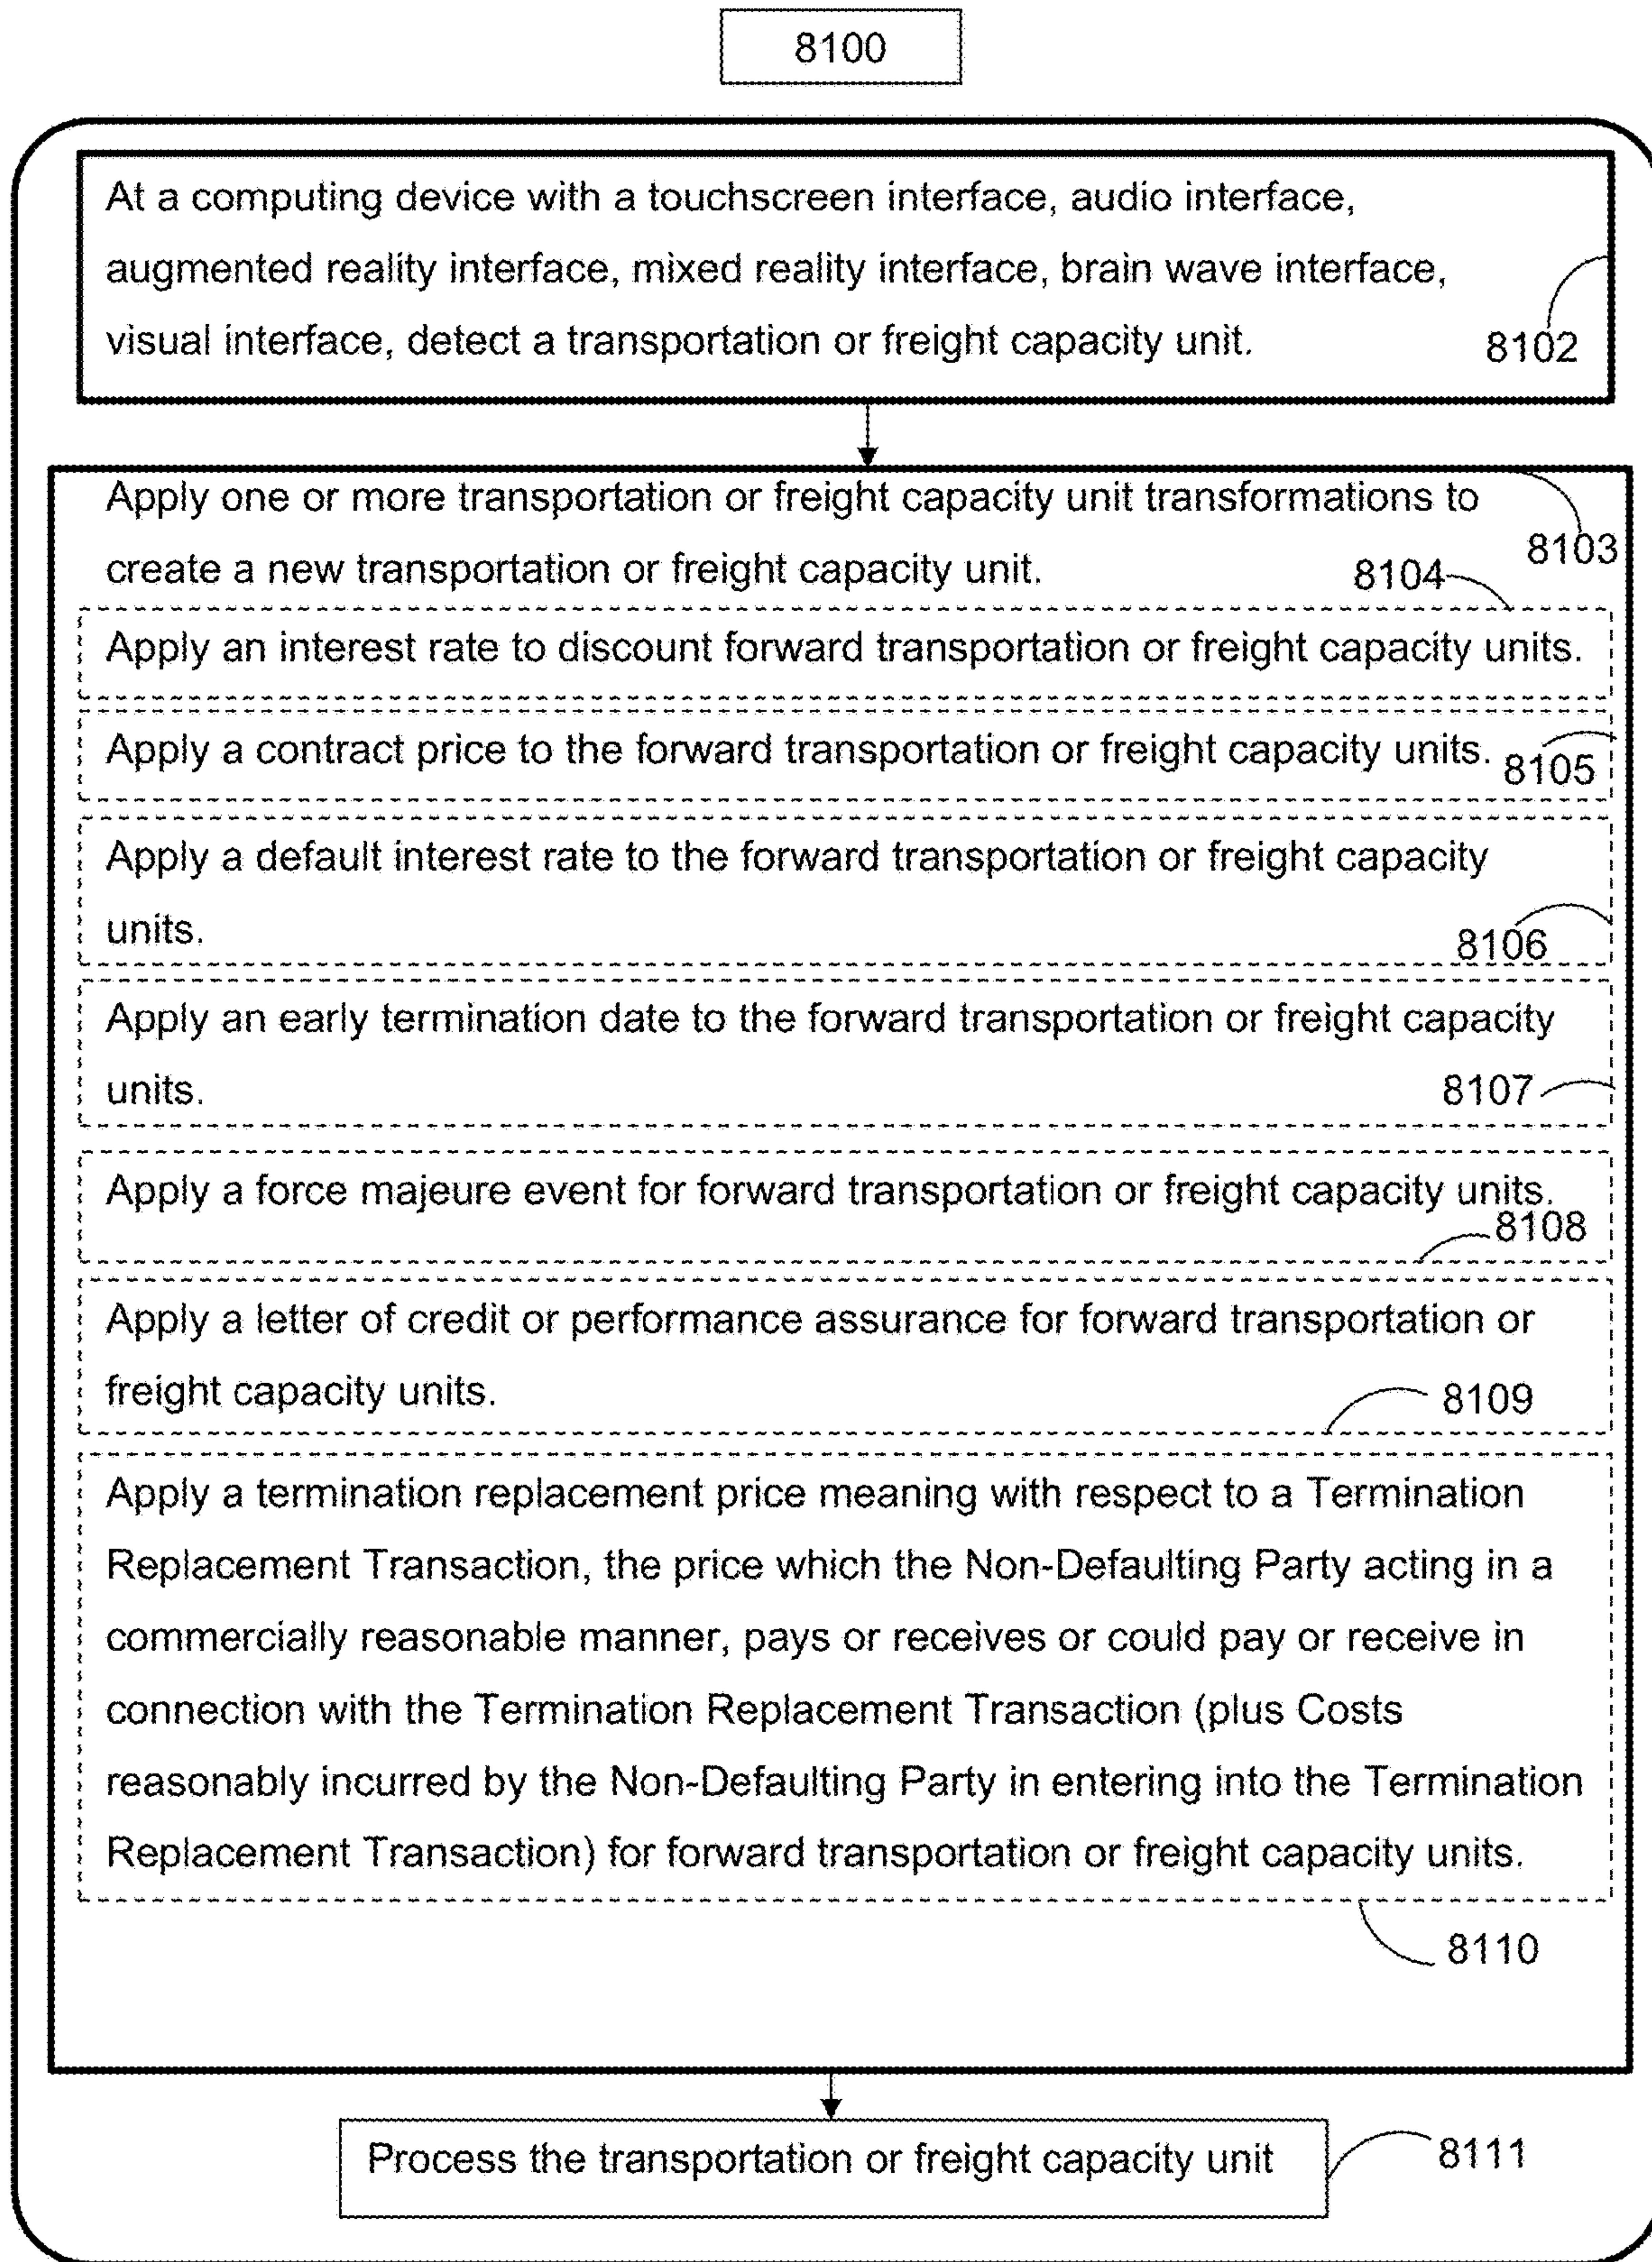 8100
At a computing device with a touchscreen interface, audio interface,
augmented reality interface, mixed reality interface, brain wave interface,
visual interface, detect a transportation or freight capacity unit.
8102
Apply one or more transportation or freight capacity unit transformations to
8103
create a new transportation or freight capacity unit.
8104
Apply an interest rate to discount forward transportation or freight capacity units.
Apply a contract price to the forward transportation or freight capacity units.
8105
Apply a default interest rate to the forward transportation or freight capacity
units.
8106
Apply an early termination date to the forward transportation or freight capacity
units.
8107
Apply a force majeure event for forward transportation or freight capacity units.
8108
Apply a letter of credit or performance assurance for forward transportation or
freight capacity units.
8109
Apply a termination replacement price meaning with respect to a Termination
Replacement Transaction, the price which the Non-Defaulting Party acting in a
commercially reasonable manner, pays or receives or could pay or receive in
connection with the Termination Replacement Transaction (plus Costs
reasonably incurred by the Non-Defaulting Party in entering into the Termination
Replacement Transaction) for forward transportation or freight capacity units.
8110
Process the transportation or freight capacity unit
8111